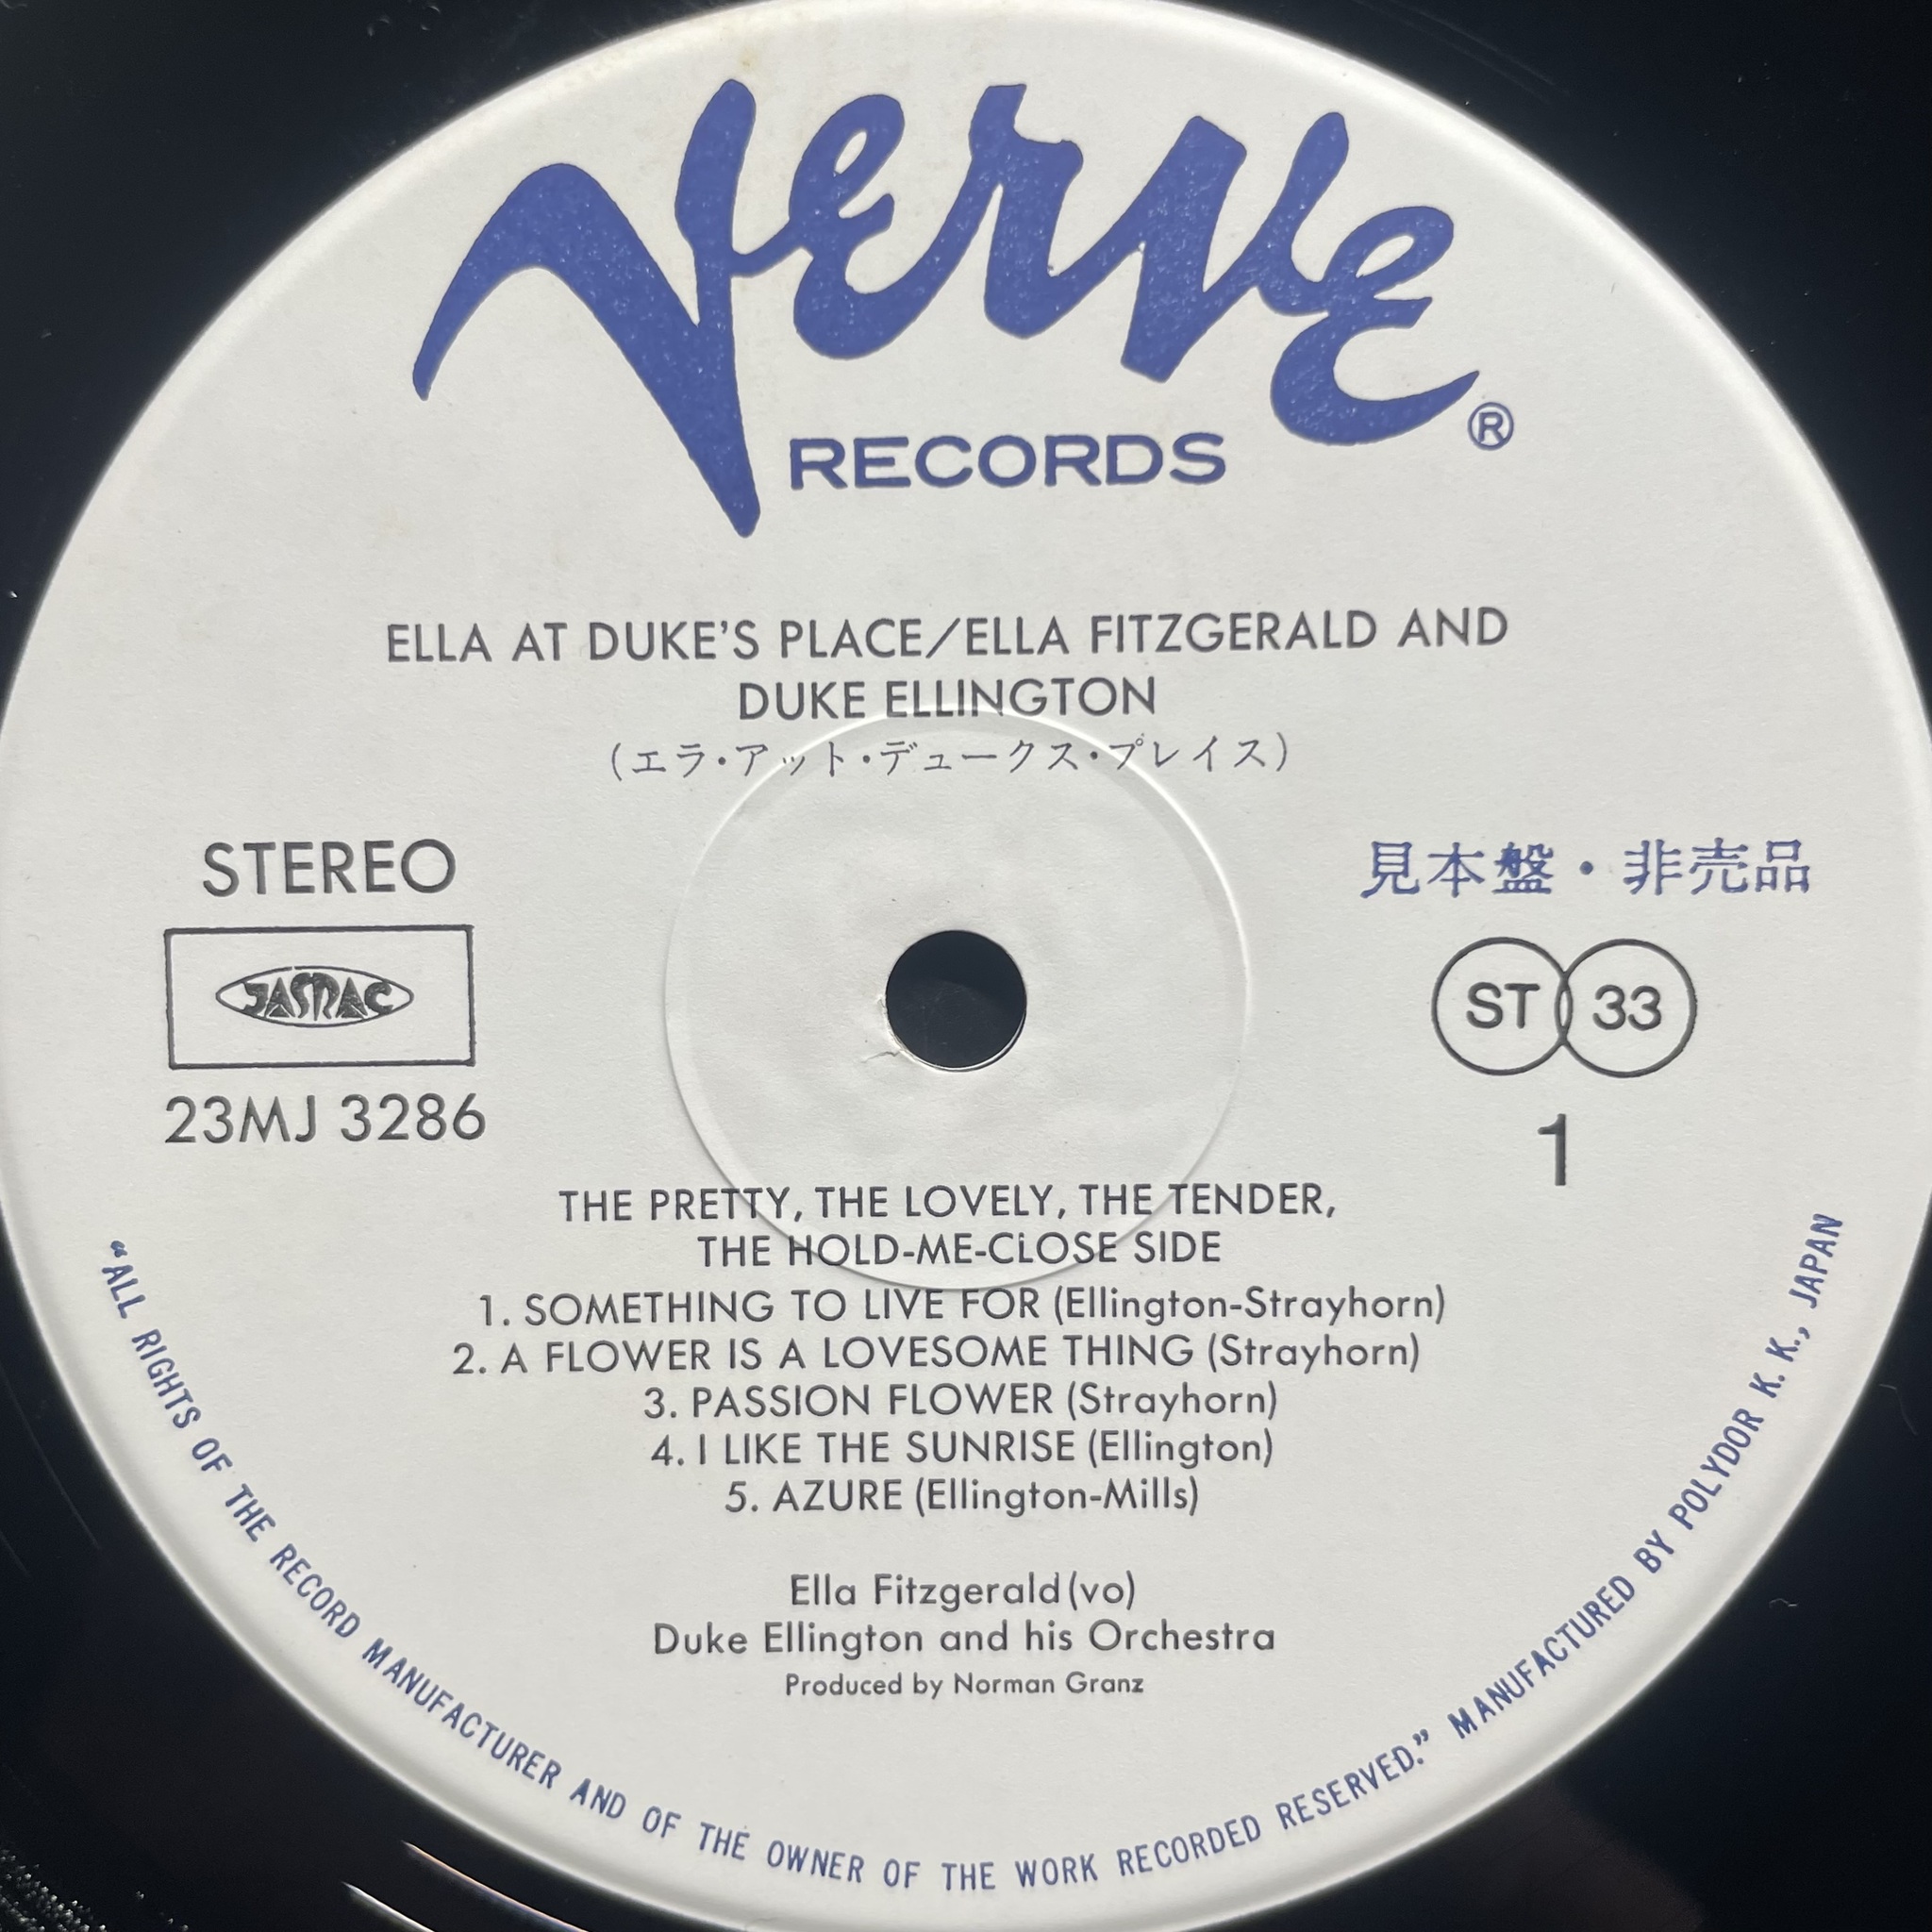 Verve
RECORDS ®
ELLA AT DUKE'S PLACE/ELLA FITZGERALD AND
DUKE ELLINGTON
(エラ・アット・デュークス・プレイス)
STEREO
見本盤・非売品
JASRAC
ST 33
23MJ 3286
1
THE PRETTY, THE LOVELY, THE TENDER,
THE HOLD-ME-CLOSE SIDE
1. SOMETHING TO LIVE FOR (Ellington-Strayhorn)
2. A FLOWER IS A LOVESOME THING (Strayhorn)
3. PASSION FLOWER (Strayhorn)
4. I LIKE THE SUNRISE (Ellington)
5. AZURE (Ellington-Mills)
Ella Fitzgerald (vo)
Duke Ellington and his Orchestra
Produced by Norman Granz
“ALL RIGHTS OF THE RECORD MANUFACTURER AND OF THE OWNER OF THE WORK RECORDED RESERVED.” MANUFACTURED BY POLYDOR K. K., JAPAN